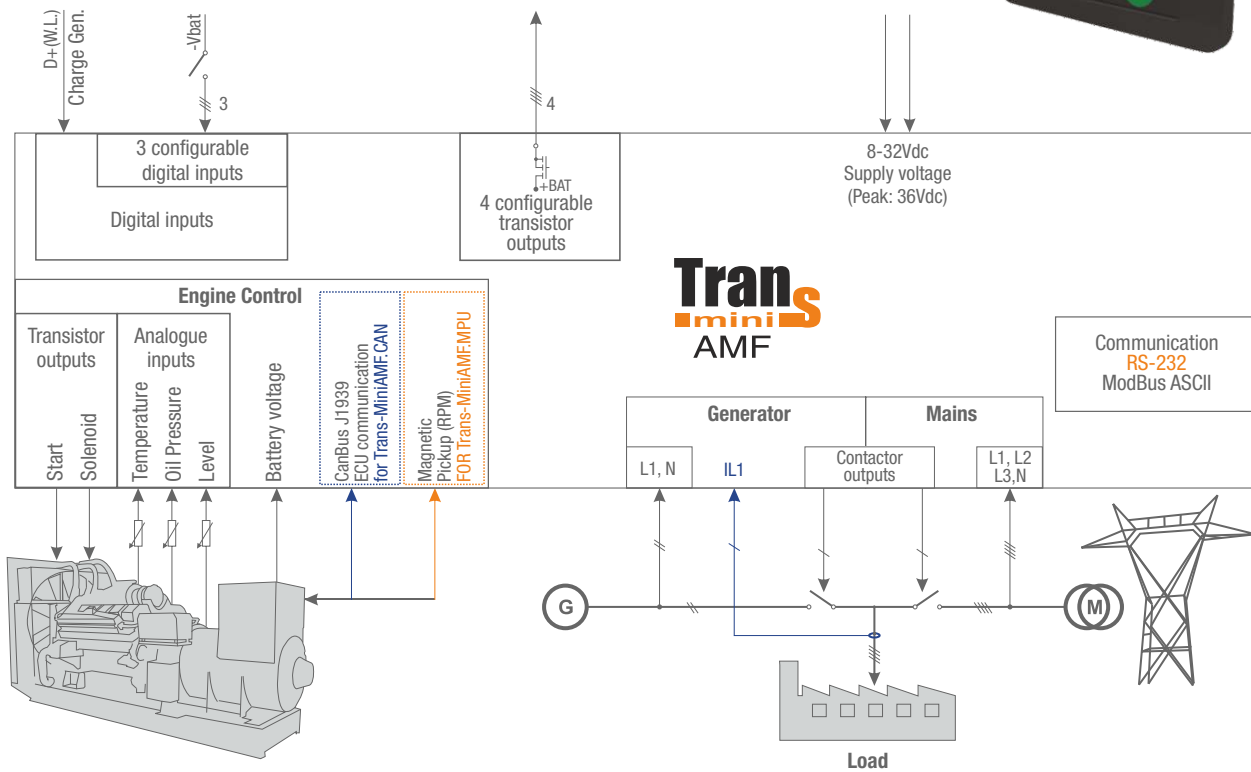 D+(W.L.)
Charge Gen.
-Vbat
3
4
3 configurable
digital inputs
Digital inputs
+BAT
4 configurable
transistor
outputs
8-32Vdc
Supply voltage
(Peak: 36Vdc)
Trans
mini
AMF
Communication
RS-232
ModBus ASCII
Engine Control
Transistor
outputs
Start
Solenoid
Analogue
inputs
Temperature
Oil Pressure
Level
Battery voltage
CanBus J1939
ECU communication
for Trans-MiniAMF.CAN
Magnetic
Pickup (RPM)
FOR Trans-MiniAMF.MPU
Generator
Mains
L1, N
IL1
Contactor
outputs
L1, L2
L3,N
G
M
Load